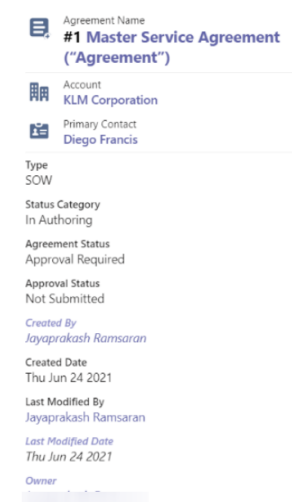 Agreement Name
#1 Master Service Agreement
(“Agreement”)
Account
KLM Corporation
Primary Contact
Diego Francis
Type
SOW
Status Category
In Authoring
Agreement Status
Approval Required
Approval Status
Not Submitted
Created By
Jayaprakash Ramsaran
Created Date
Thu Jun 24 2021
Last Modified By
Jayaprakash Ramsaran
Last Modified Date
Thu Jun 24 2021
Owner